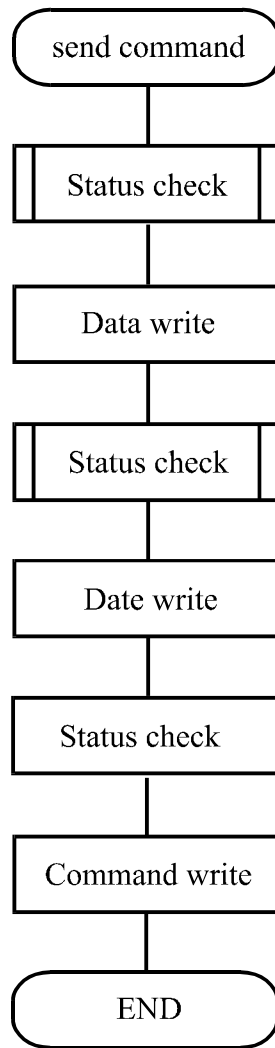 send command
Status check
Data write
Status check
Date write
Status check
Command write
END